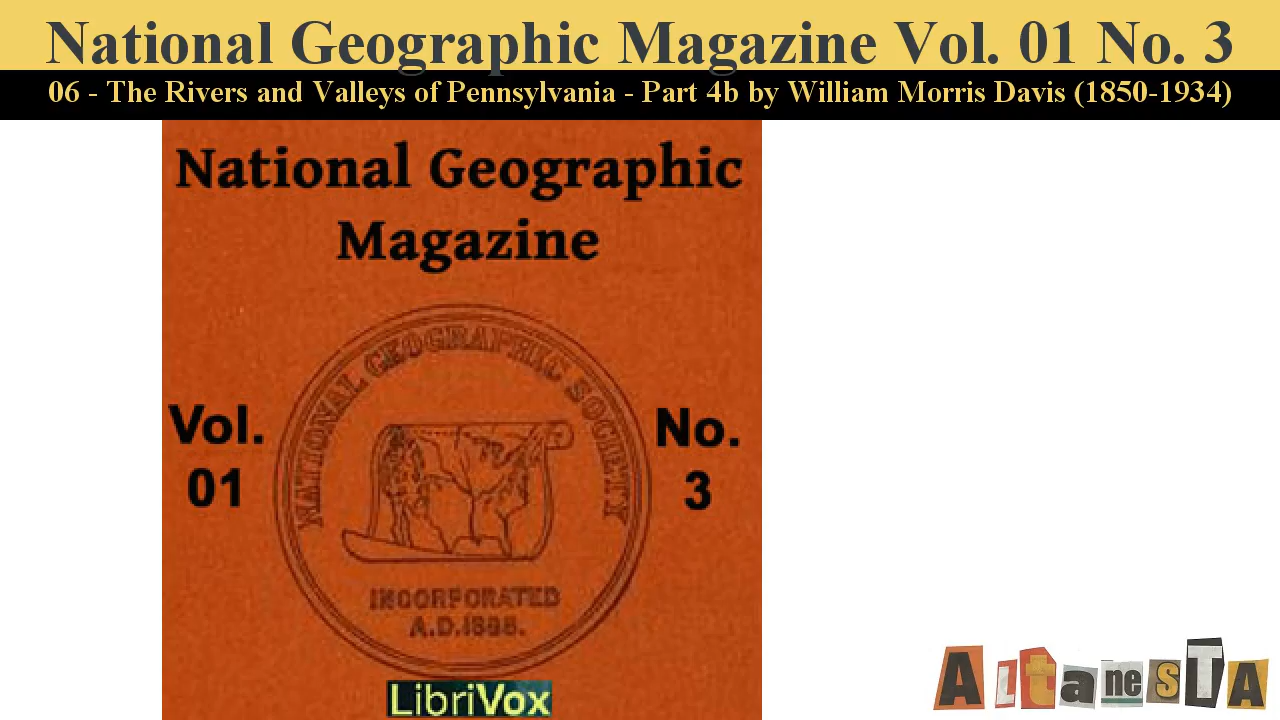 National Geographic Magazine Vol. 01 No. 3
06 - The Rivers and Valleys of Pennsylvania - Part 4b by William Morris Davis (1850-1934)
National Geographic
Magazine
NATIONAL GEOGRAPHIC SOCIETY
Vol.
01
No.
3
INCORPORATED
A.D.1888.
LibriVox
AltanesTA